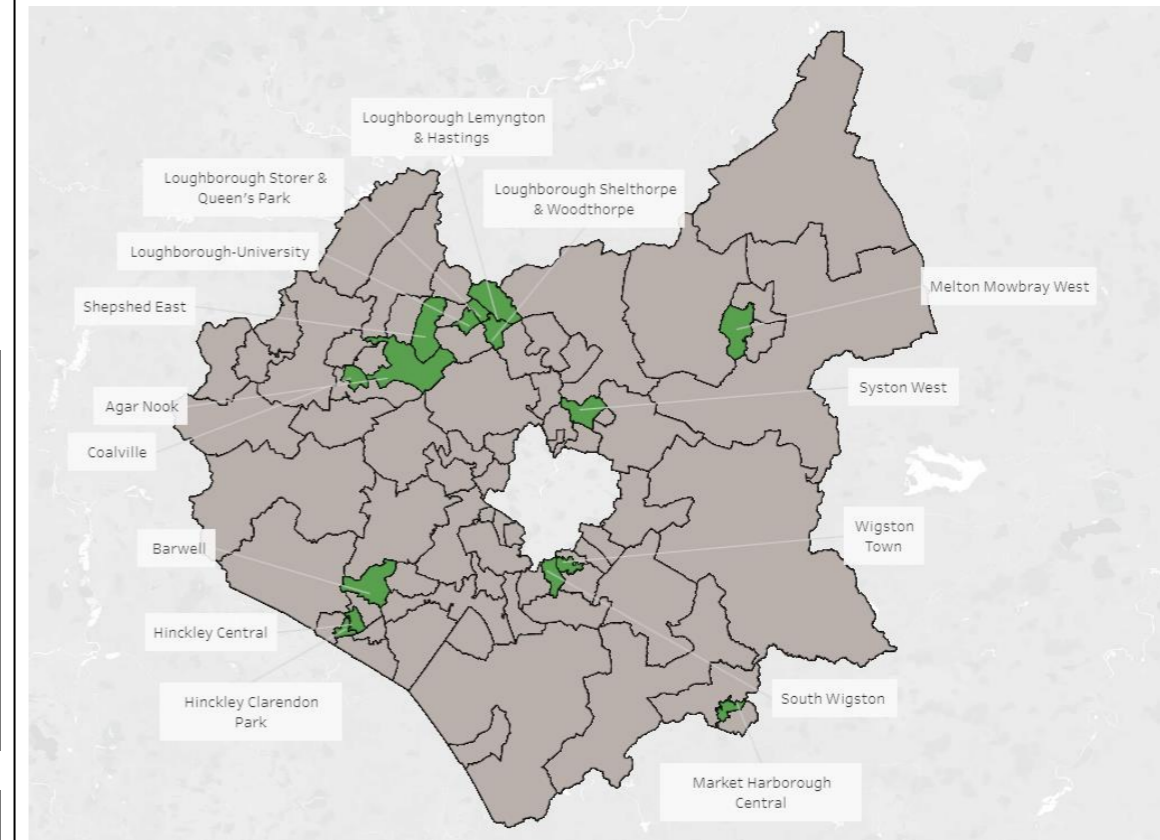 Loughborough Lemyngton
& Hastings
Loughborough Storer &
Queen's Park
Loughborough Shelthorpe
& Woodthorpe
Loughborough-University
Melton Mowbray West
Shepshed East
Syston West
Agar Nook
Coalville
Wigston
Town
Barwell
Hinckley Central
Hinckley Clarendon
Park
South Wigston
Market Harborough
Central